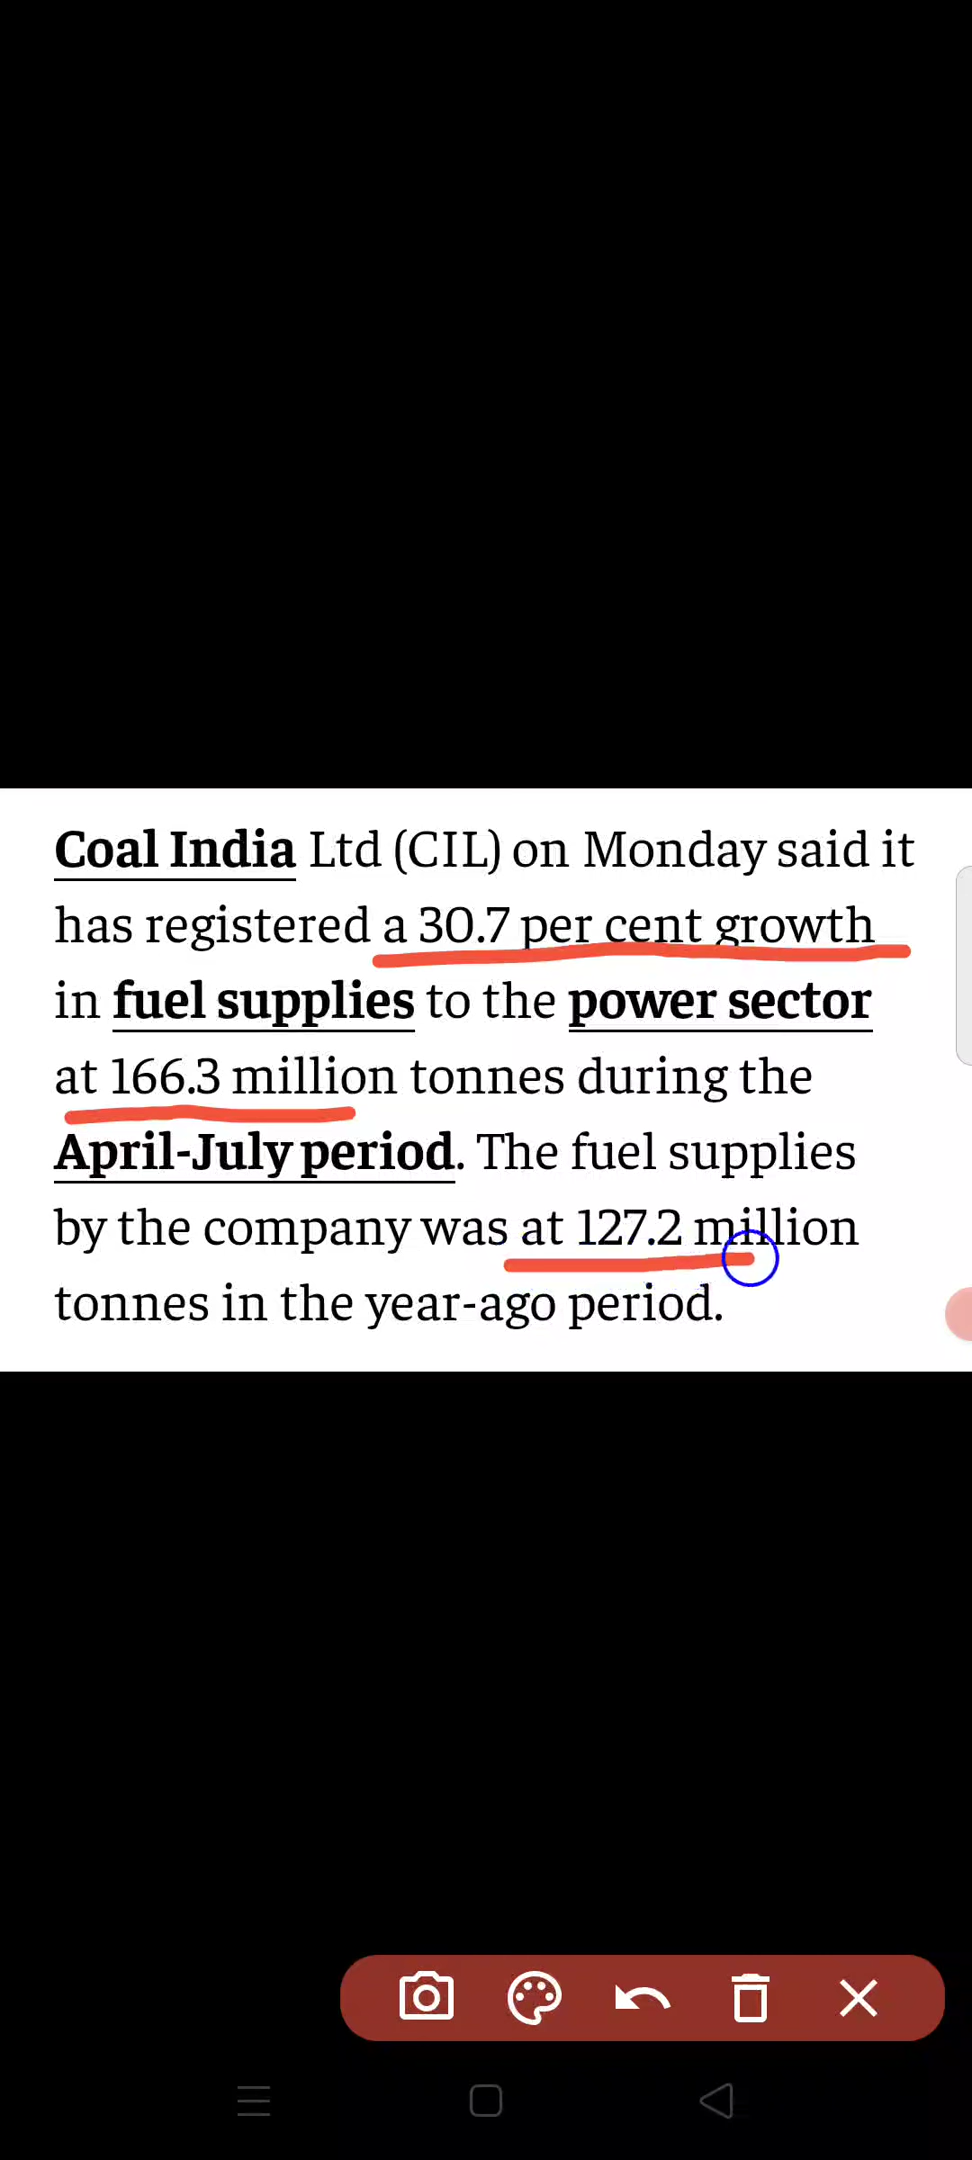 Coal India Ltd (CIL) on Monday said it
has registered a 30.7 per cent growth
in fuel supplies to the power sector
at 166.3 million tonnes during the
April-July period. The fuel supplies
by the company was at 127.2 million
tonnes in the year-ago period.